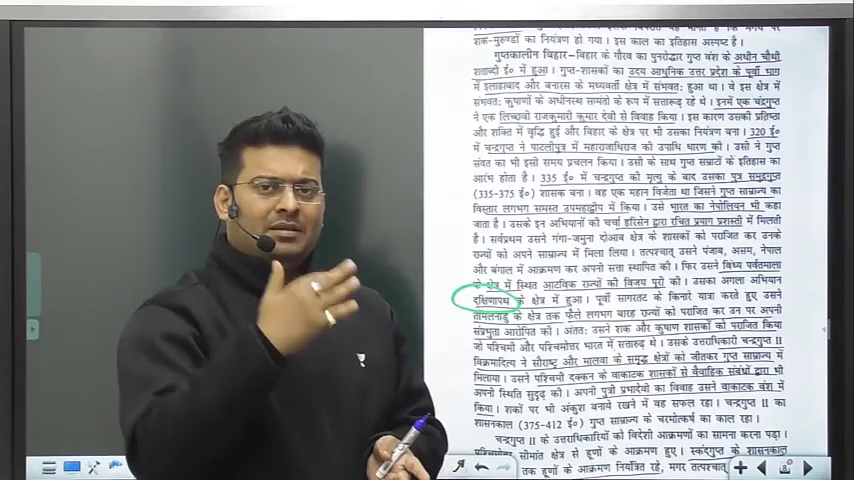 शक-मुरुण्डों का नियंत्रण हो गया। इस काल का इतिहास अस्पष्ट है।
गुप्तकालीन बिहार–बिहार के गौरव का पुनरोद्धार गुप्त वंश के अधीन चौथी
शताब्दी ई० में हुआ। गुप्त-शासकों का उदय आधुनिक उत्तर प्रदेश के पूर्वी भाग
में इलाहाबाद और बनारस के मध्यवर्ती क्षेत्र में संभवत: हुआ था। वे इस क्षेत्र में
संभवत: कुषाणों के अधीनस्थ सामंतो के रूप में सत्तारूढ़ रहे थे। इनमें एक चंद्रगुप्त
ने एक लिच्छवी राजकुमारी कुमार देवी से विवाह किया। इस कारण उसकी प्रतिष्ठा
और शक्ति में वृद्धि हुई और बिहार के क्षेत्र पर भी उसका नियंत्रण बना। 320 ई०
में चन्द्रगुप्त ने पाटलीपुत्र में महाराजाधिराज की उपाधि धारण की। उसी ने गुप्त
संवत का भी इसी समय प्रचलन किया। उसी के साथ गुप्त सम्राटों के इतिहास का
आरंभ होता है। 335 ई० में चन्द्रगुप्त की मृत्यु के बाद उसका पुत्र समुद्रगुप्त
(335-375 ई०) शासक बना। वह एक महान विजेता था जिसने गुप्त साम्राज्य का
विस्तार लगभग समस्त उपमहाद्वीप में किया। उसे भारत का नेपोलियन भी कहा
जाता है। उसके इन अभियानों की चर्चा हरिसेन द्वारा रचित प्रयाग प्रशस्ती में मिलती
है। सर्वप्रथम उसने गंगा-जमुना दोआब क्षेत्र के शासकों को पराजित कर उनके
राज्यों को अपने साम्राज्य में मिला लिया। तत्पश्चात् उसने पंजाब, असम, नेपाल
और बंगाल में आक्रमण कर अपनी सत्ता स्थापित की। फिर उसने विंध्य पर्वतमाला
के क्षेत्र में स्थित आटविक राज्यों की विजय पूरी की। उसका अगला अभियान
दक्षिणापथ के क्षेत्र में हुआ। पूर्वी सागरतट के किनारे यात्रा करते हुए उसने
तामिलनाडु के क्षेत्र तक फैले लगभग बारह राज्यों को पराजित कर उन पर अपनी
संप्रभुता आरोपित की। अंतत: उसने शक और कुषाण शासकों को पराजित किया
जो पश्चिमी और पश्चिमोत्तर भारत में सत्तारूढ़ थे। उसके उत्तराधिकारी चन्द्रगुप्त II
विक्रमादित्य ने सौराष्ट्र और मालवा के समृद्ध क्षेत्रों को जीतकर गुप्त साम्राज्य में
मिलाया। उसने पश्चिमी दक्कन के वाकाटक शासकों से वैवाहिक संबंधों द्वारा भी
अपनी स्थिति सुदृढ़ की। अपनी पुत्री प्रभादेवी का विवाह उसने वाकाटक वंश में
किया। शकों पर भी अंकुश बनाये रखने में वह सफल रहा। चन्द्रगुप्त II का
शासनकाल (375-412 ई०) गुप्त साम्राज्य के चरमोत्कर्ष का काल रहा।
चन्द्रगुप्त II के उत्तराधिकारियों को विदेशी आक्रमणों का सामना करना पड़ा।
पश्चिमोत्तर सीमांत क्षेत्र से हूणों के आक्रमण हुए। स्कंदगुप्त के शासनकाल
तक हूणों के आक्रमण नियंत्रित रहे, मगर तत्पश्चात्